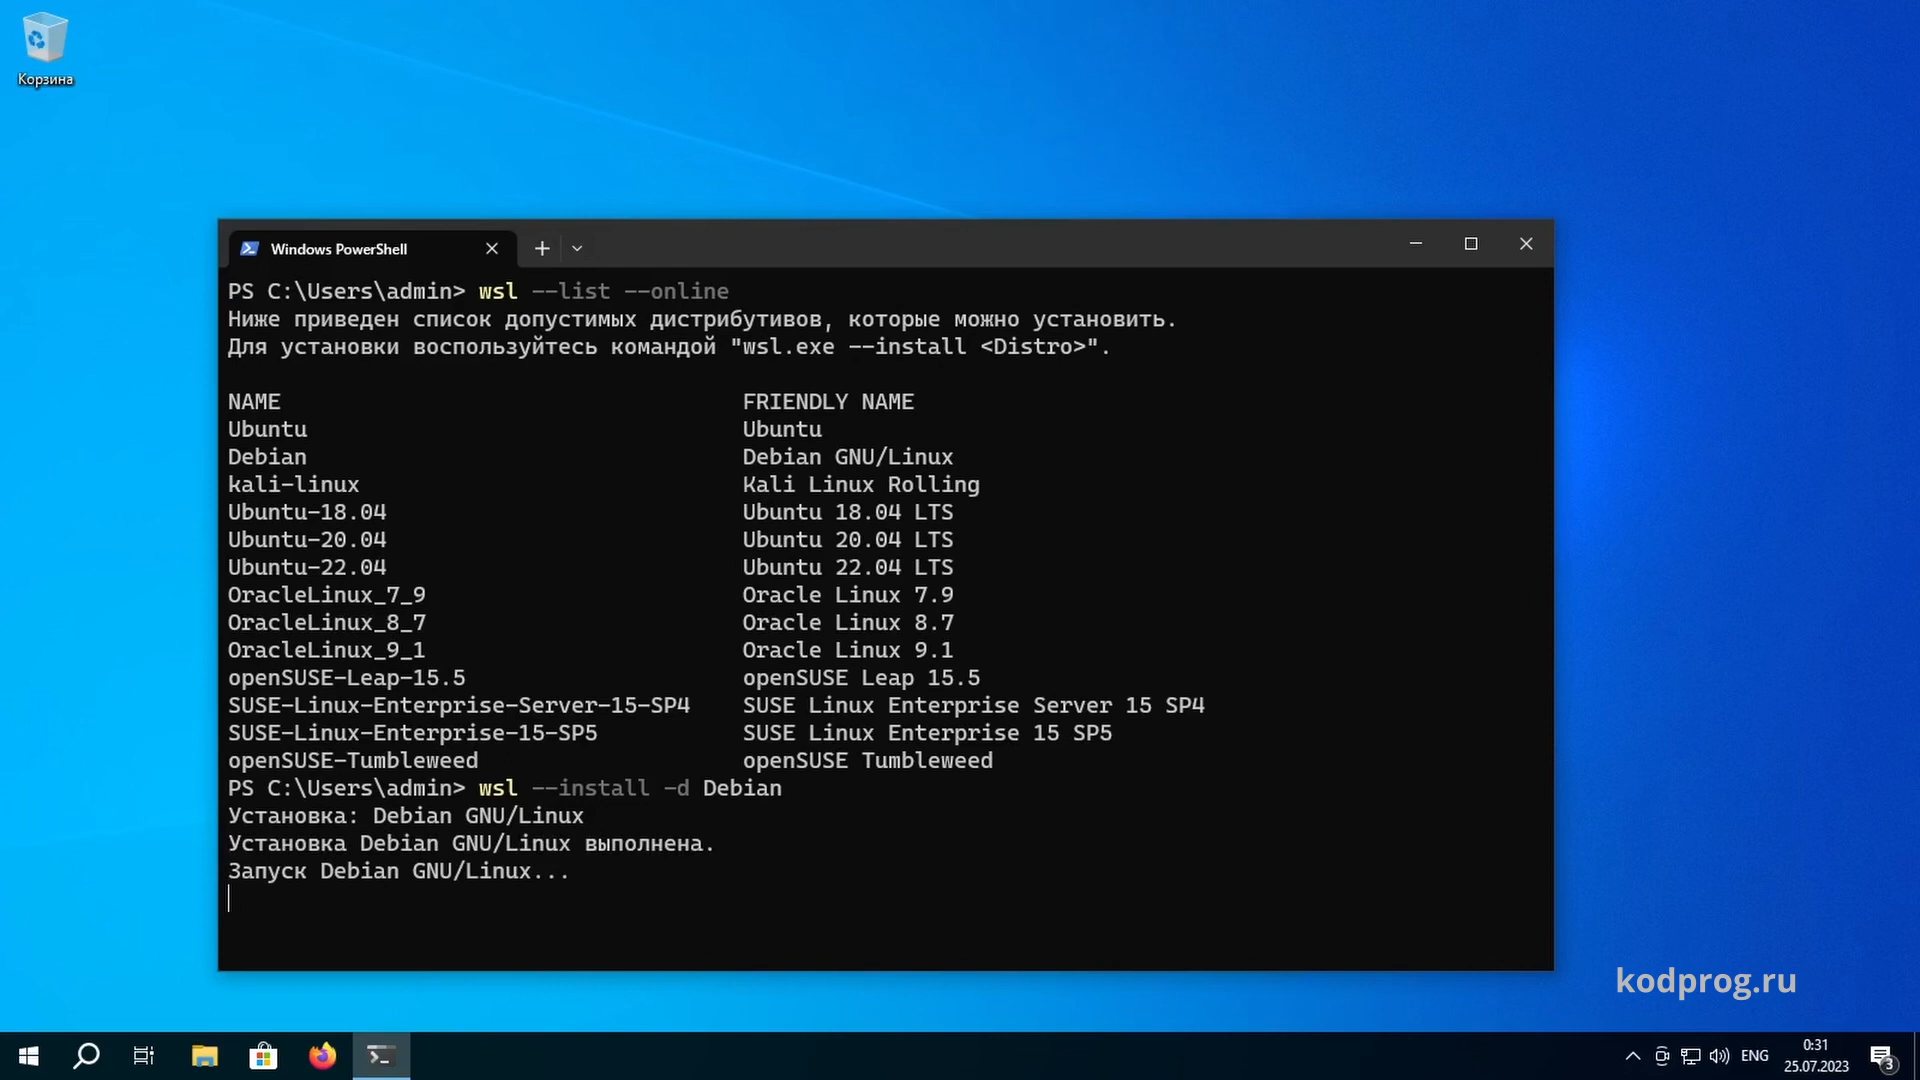 Корзина
Windows PowerShell
PS C:\Users\admin> wsl --list --online
Ниже приведен список допустимых дистрибутивов, которые можно установить.
Для установки воспользуйтесь командой "wsl.exe --install <Distro>".
NAME FRIENDLY NAME
Ubuntu Ubuntu
Debian Debian GNU/Linux
kali-linux Kali Linux Rolling
Ubuntu-18.04 Ubuntu 18.04 LTS
Ubuntu-20.04 Ubuntu 20.04 LTS
Ubuntu-22.04 Ubuntu 22.04 LTS
OracleLinux_7_9 Oracle Linux 7.9
OracleLinux_8_7 Oracle Linux 8.7
OracleLinux_9_1 Oracle Linux 9.1
openSUSE-Leap-15.5 openSUSE Leap 15.5
SUSE-Linux-Enterprise-Server-15-SP4 SUSE Linux Enterprise Server 15 SP4
SUSE-Linux-Enterprise-15-SP5 SUSE Linux Enterprise 15 SP5
openSUSE-Tumbleweed openSUSE Tumbleweed
PS C:\Users\admin> wsl --install -d Debian
Установка: Debian GNU/Linux
Установка Debian GNU/Linux выполнена.
Запуск Debian GNU/Linux...
kodprog.ru
ENG
0:31
25.07.2023
3